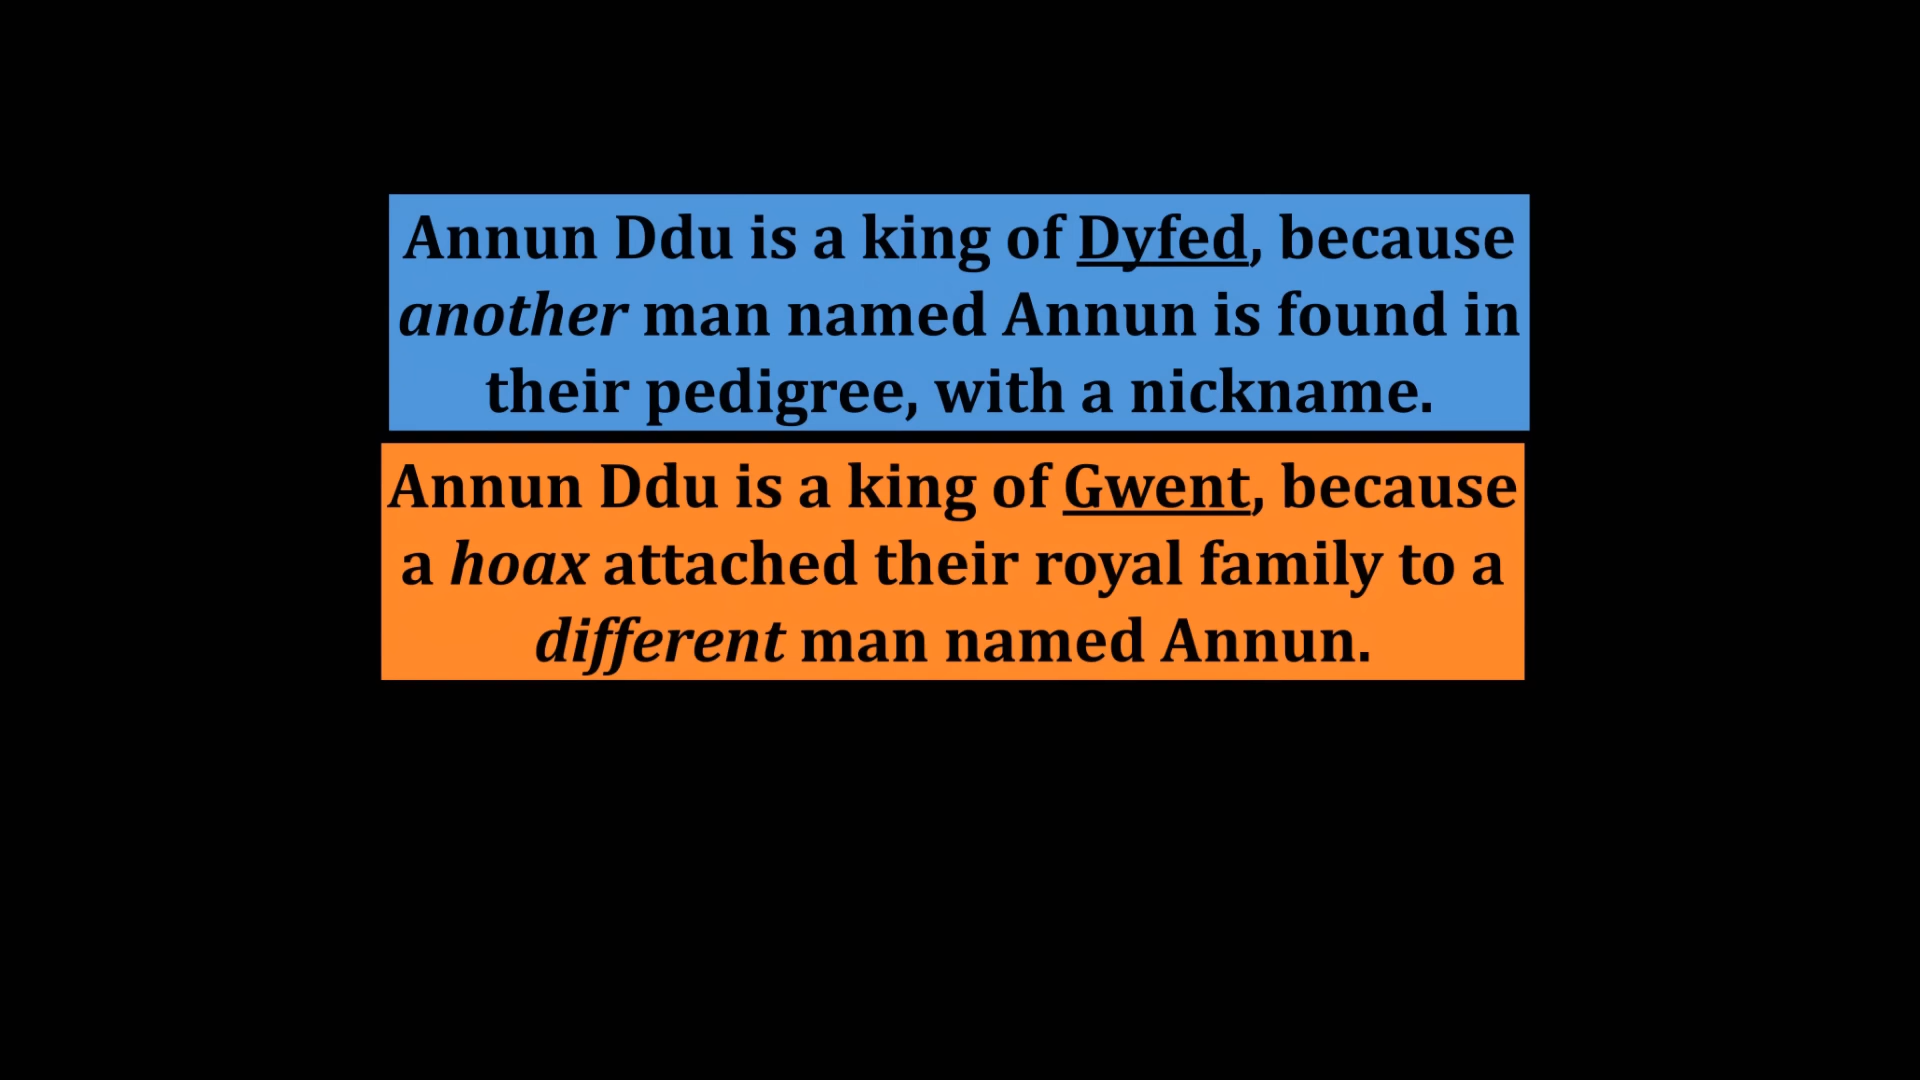 Annun Ddu is a king of Dyfed, because
another man named Annun is found in
their pedigree, with a nickname.
Annun Ddu is a king of Gwent, because
a hoax attached their royal family to a
different man named Annun.